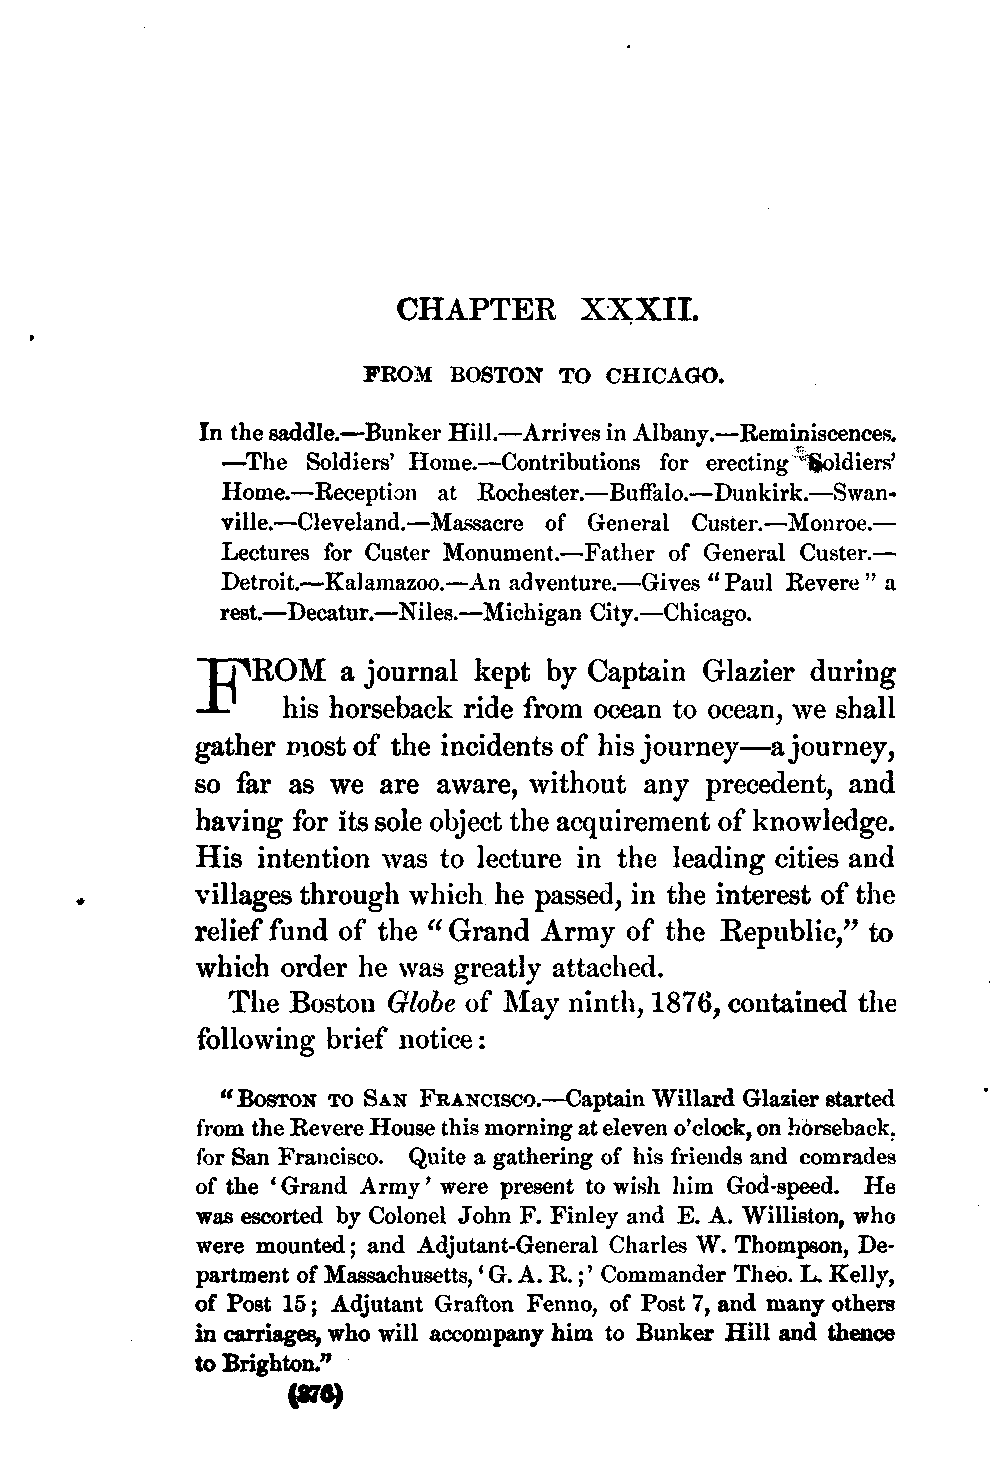 CHAPTER XXXII.
FROM BOSTON TO CHICAGO.
In the saddle.—Bunker Hill.—Arrives in Albany.—Reminiscences.
—The Soldiers' Home.—Contributions for erecting Soldiers'
Home.—Reception at Rochester.—Buffalo.—Dunkirk.—Swan-
ville.—Cleveland.—Massacre of General Custer.—Monroe.—
Lectures for Custer Monument.—Father of General Custer.—
Detroit.—Kalamazoo.—An adventure.—Gives "Paul Revere" a
rest.—Decatur.—Niles.—Michigan City.—Chicago.
FROM a journal kept by Captain Glazier during
his horseback ride from ocean to ocean, we shall
gather most of the incidents of his journey—a journey,
so far as we are aware, without any precedent, and
having for its sole object the acquirement of knowledge.
His intention was to lecture in the leading cities and
villages through which he passed, in the interest of the
relief fund of the "Grand Army of the Republic," to
which order he was greatly attached.
The Boston Globe of May ninth, 1876, contained the
following brief notice:
"BOSTON TO SAN FRANCISCO.—Captain Willard Glazier started
from the Revere House this morning at eleven o'clock, on horseback,
for San Francisco. Quite a gathering of his friends and comrades
of the 'Grand Army' were present to wish him God-speed. He
was escorted by Colonel John F. Finley and E. A. Williston, who
were mounted; and Adjutant-General Charles W. Thompson, De-
partment of Massachusetts, 'G. A. R.;' Commander Theo. L. Kelly,
of Post 15; Adjutant Grafton Fenno, of Post 7, and many others
in carriages, who will accompany him to Bunker Hill and thence
to Brighton."
(376)